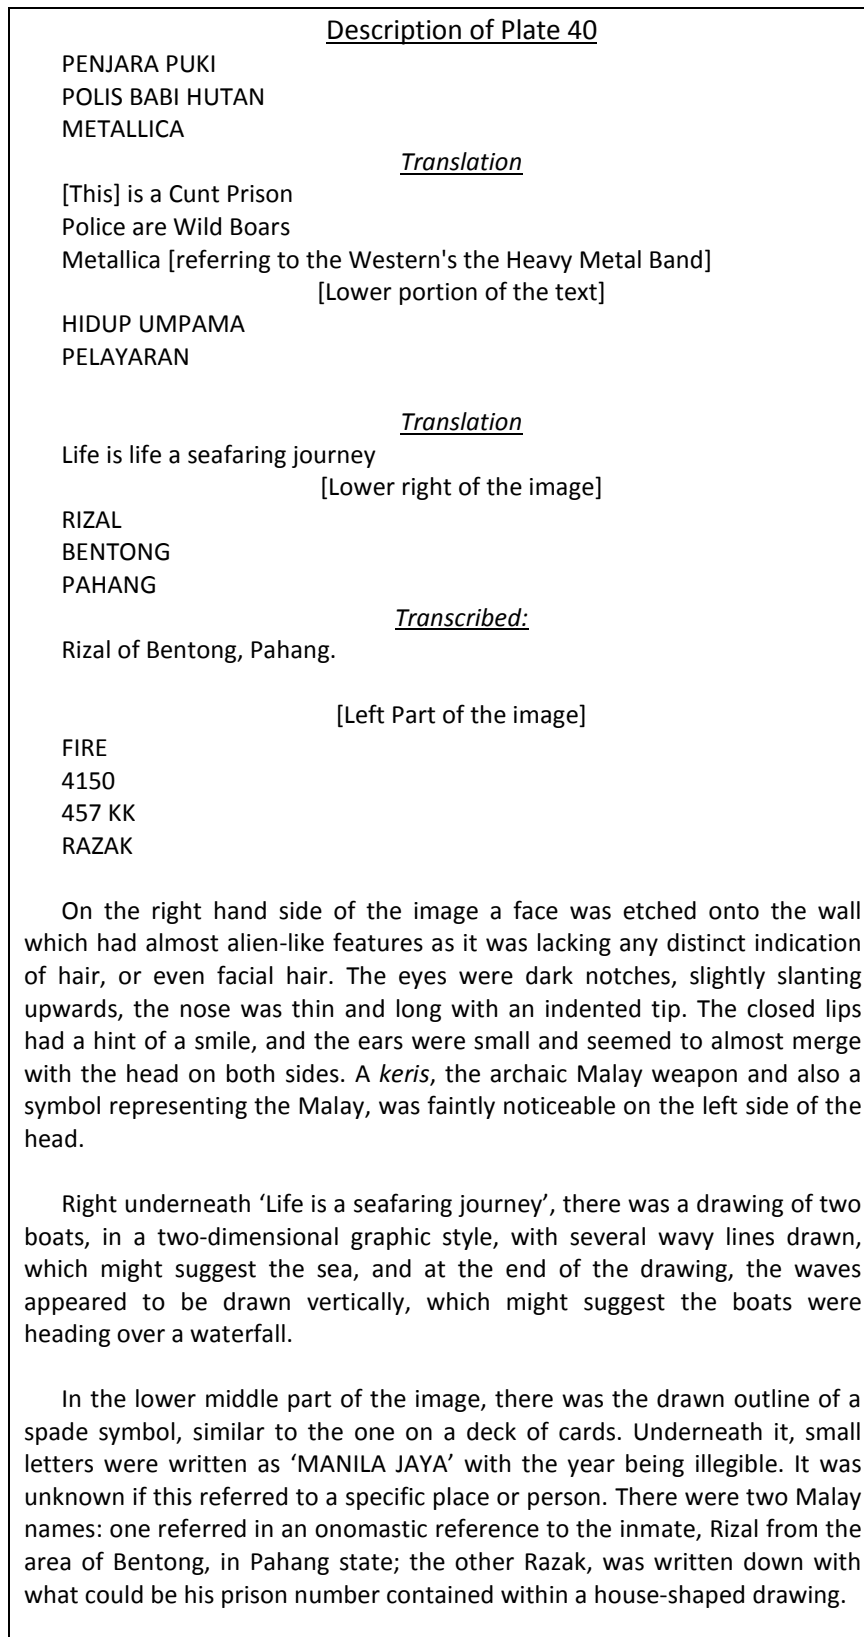 Description of Plate 40
PENJARA PUKI
POLIS BABI HUTAN
METALLICA
Translation
[This] is a Cunt Prison
Police are Wild Boars
Metallica [referring to the Western's the Heavy Metal Band]
[Lower portion of the text]
HIDUP UMPAMA
PELAYARAN
Translation
Life is life a seafaring journey
[Lower right of the image]
RIZAL
BENTONG
PAHANG
Transcribed:
Rizal of Bentong, Pahang.
[Left Part of the image]
FIRE
4150
457 KK
RAZAK
On the right hand side of the image a face was etched onto the wall
which had almost alien-like features as it was lacking any distinct indication
of hair, or even facial hair. The eyes were dark notches, slightly slanting
upwards, the nose was thin and long with an indented tip. The closed lips
had a hint of a smile, and the ears were small and seemed to almost merge
with the head on both sides. A keris, the archaic Malay weapon and also a
symbol representing the Malay, was faintly noticeable on the left side of the
head.
Right underneath ‘Life is a seafaring journey’, there was a drawing of two
boats, in a two-dimensional graphic style, with several wavy lines drawn,
which might suggest the sea, and at the end of the drawing, the waves
appeared to be drawn vertically, which might suggest the boats were
heading over a waterfall.
In the lower middle part of the image, there was the drawn outline of a
spade symbol, similar to the one on a deck of cards. Underneath it, small
letters were written as ‘MANILA JAYA’ with the year being illegible. It was
unknown if this referred to a specific place or person. There were two Malay
names: one referred in an onomastic reference to the inmate, Rizal from the
area of Bentong, in Pahang state; the other Razak, was written down with
what could be his prison number contained within a house-shaped drawing.